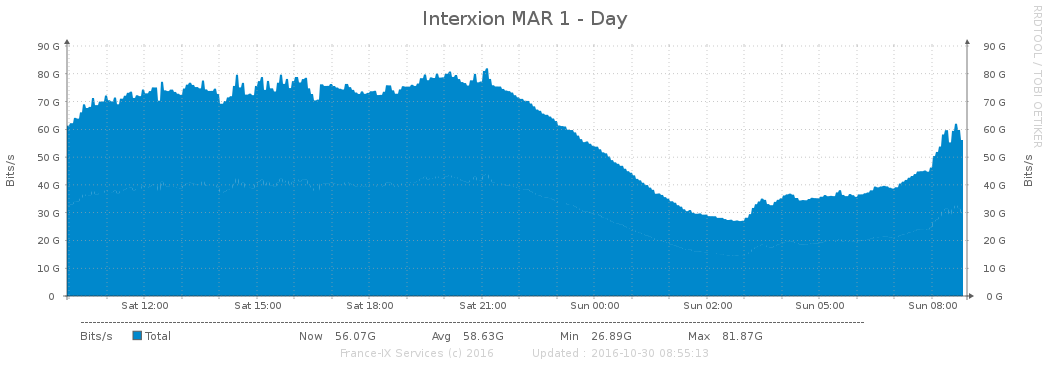 Interxion MAR 1 - Day
RRDTOOL / TOBI OETIKER
Bits/s
Bits/s
90 G 90 G
80 G 80 G
70 G 70 G
60 G 60 G
50 G 50 G
40 G 40 G
30 G 30 G
20 G 20 G
10 G 10 G
0 0 G
Sat 12:00 Sat 15:00 Sat 18:00 Sat 21:00 Sun 00:00 Sun 02:00 Sun 05:00 Sun 08:00
Bits/s Total Now 56.07G Avg 58.63G Min 26.89G Max 81.87G
France-IX Services (c) 2016 Updated : 2016-10-30 08:55:13